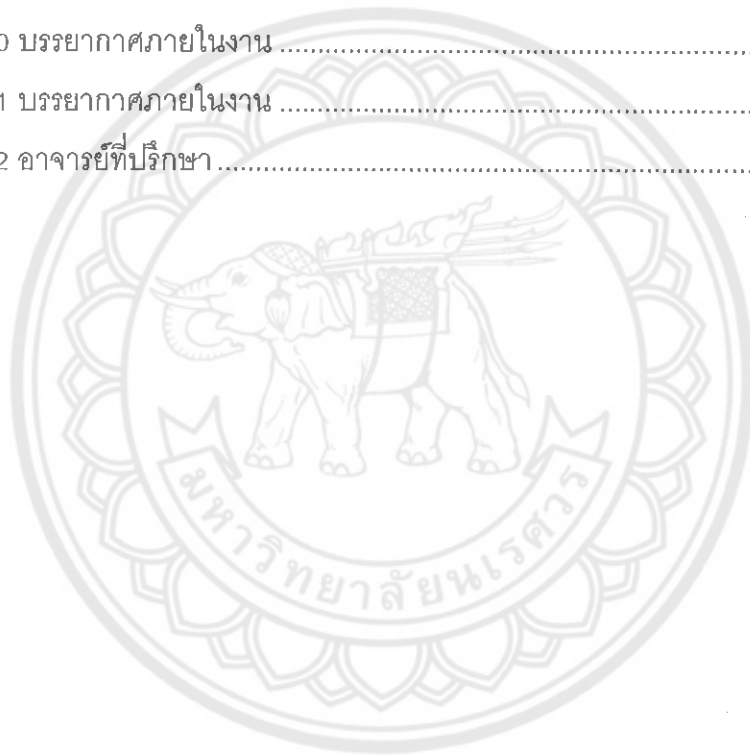 0 บรรยากาศภายในงาน
1 บรรยากาศภายในงาน
2 อาจารย์ที่ปรึกษา
มหาวิทยาลัยนเรศวร